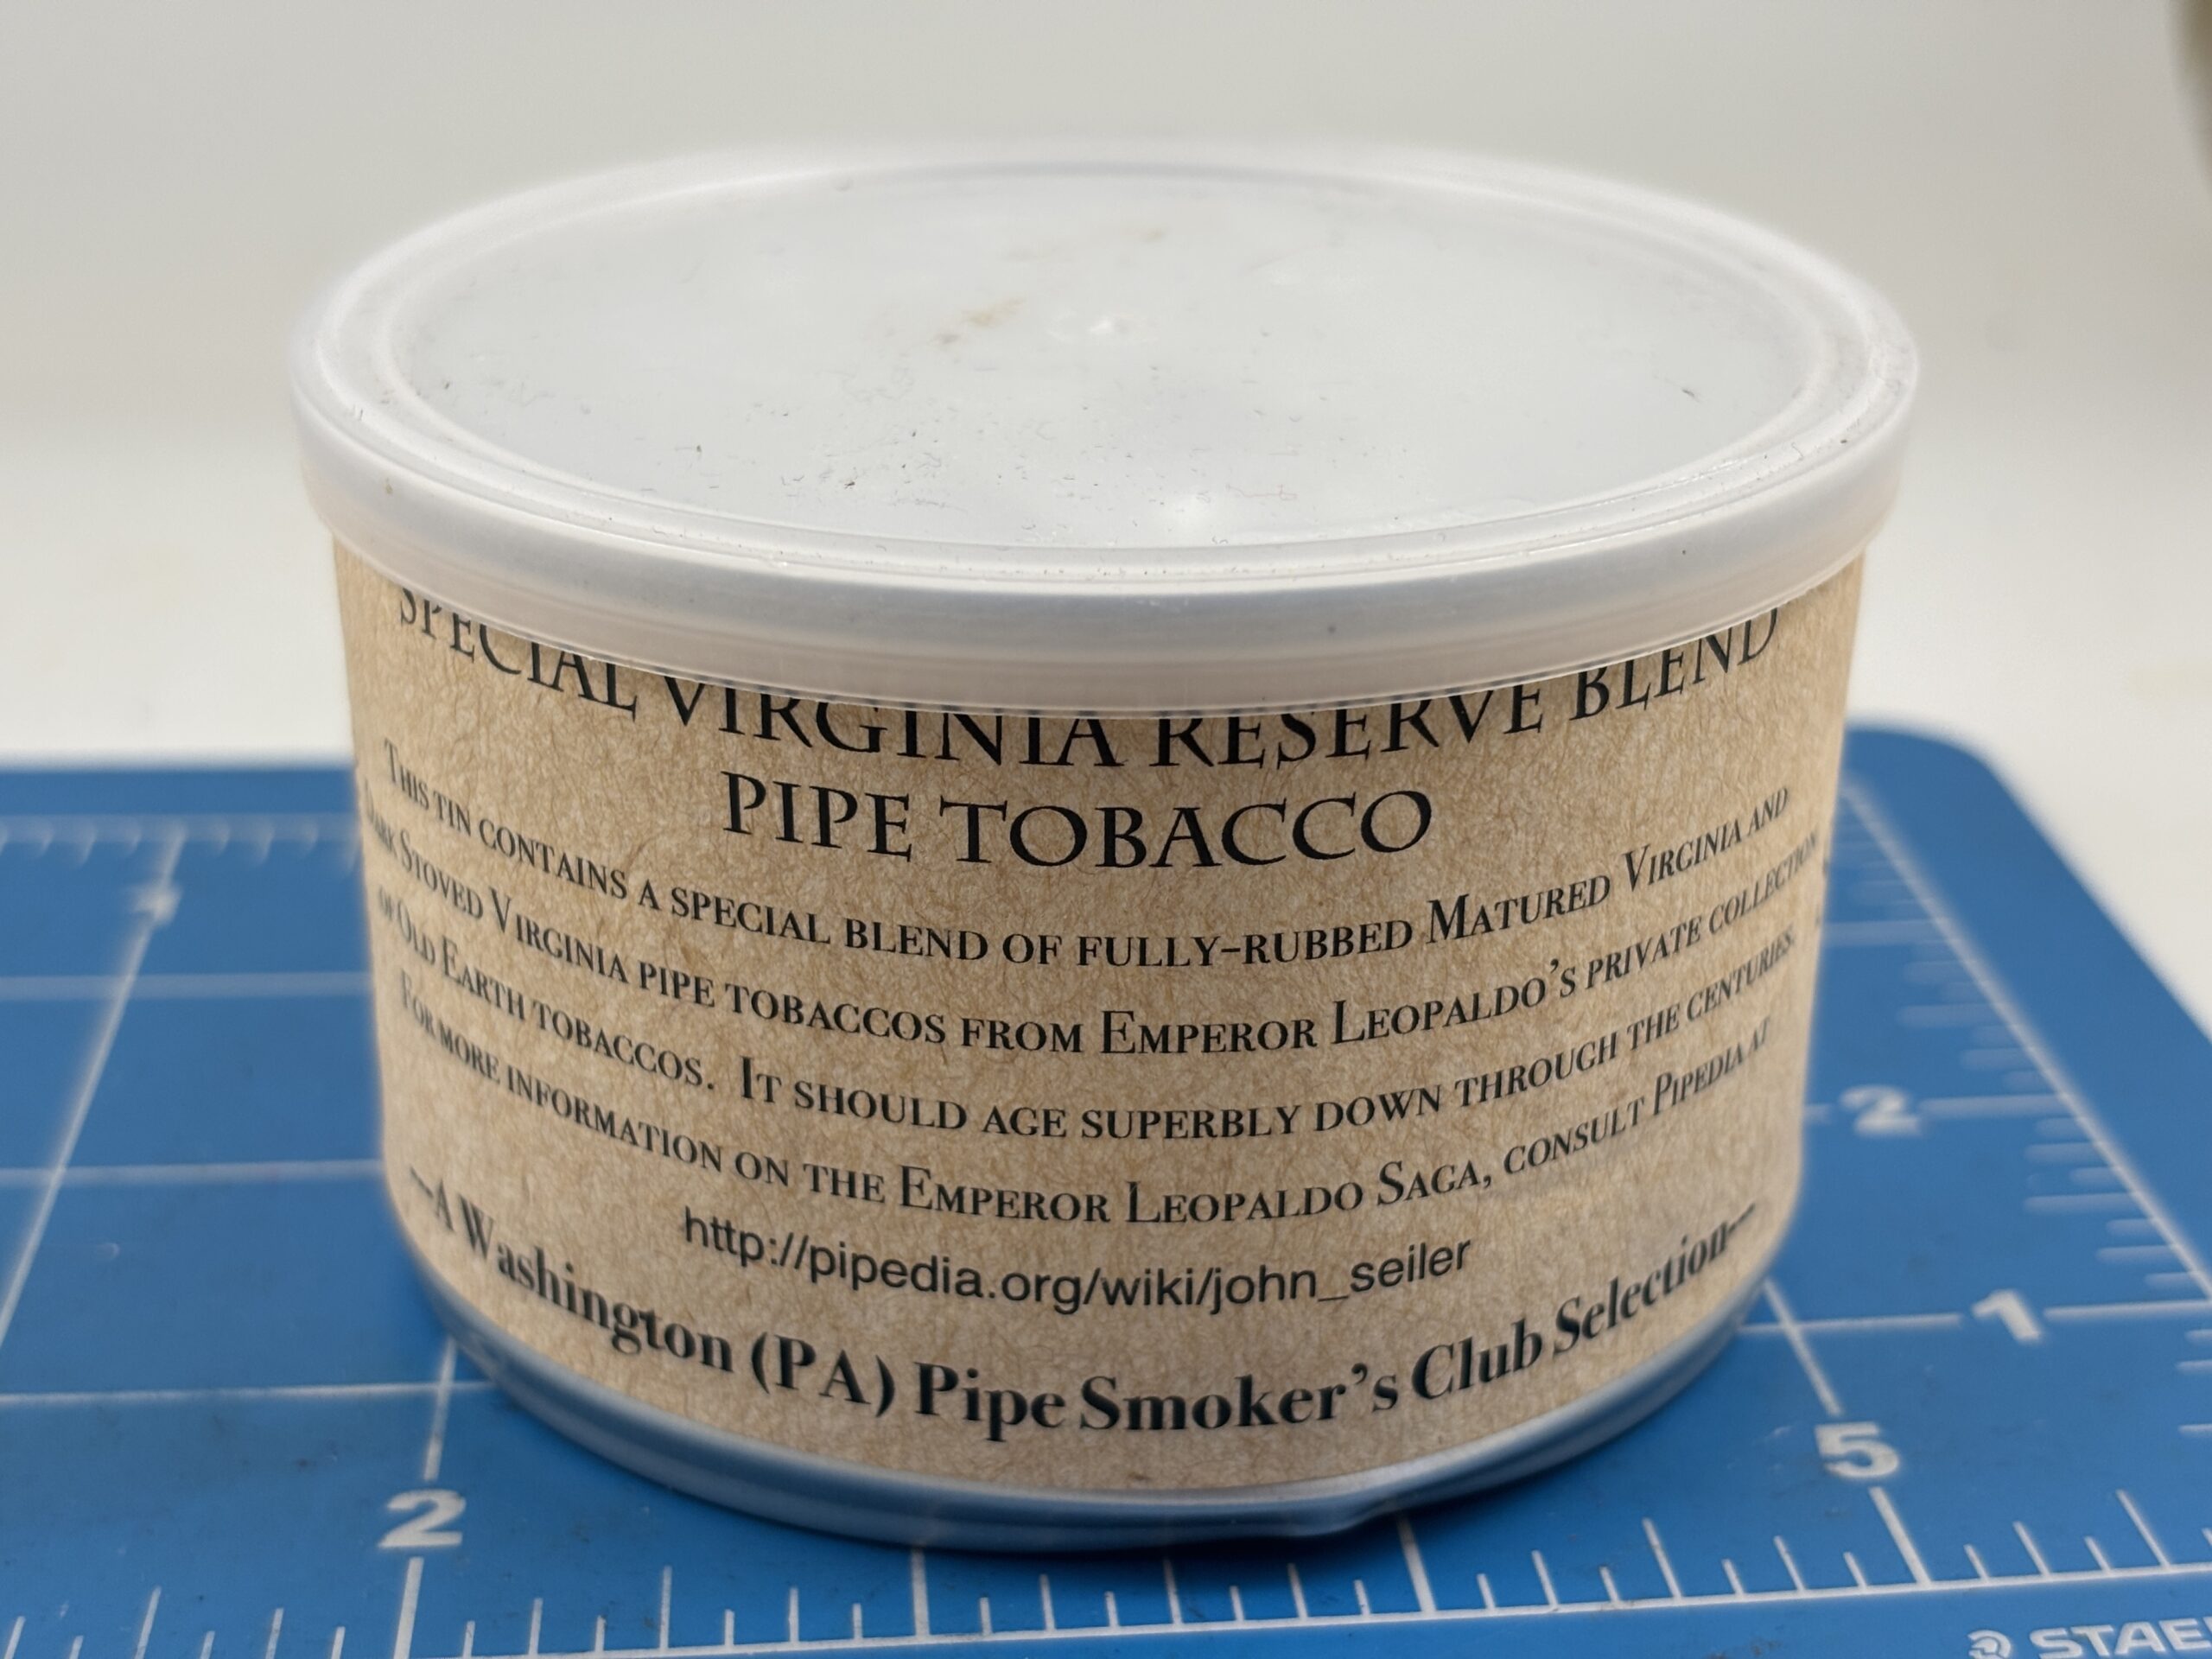 SPECIAL VIRGINIA RESERVE BLEND
PIPE TOBACCO
THIS TIN CONTAINS A SPECIAL BLEND OF FULLY-RUBBED MATURED VIRGINIA AND
DARK STOVED VIRGINIA PIPE TOBACCOS FROM EMPEROR LEOPALDO'S PRIVATE COLLECTION
OF OLD EARTH TOBACCOS. IT SHOULD AGE SUPERBLY DOWN THROUGH THE CENTURIES.
FOR MORE INFORMATION ON THE EMPEROR LEOPALDO SAGA, CONSULT PIPEDIA AT
http://pipedia.org/wiki/john_seiler
~A Washington (PA) Pipe Smoker's Club Selection~
2
1
5
2
STAE